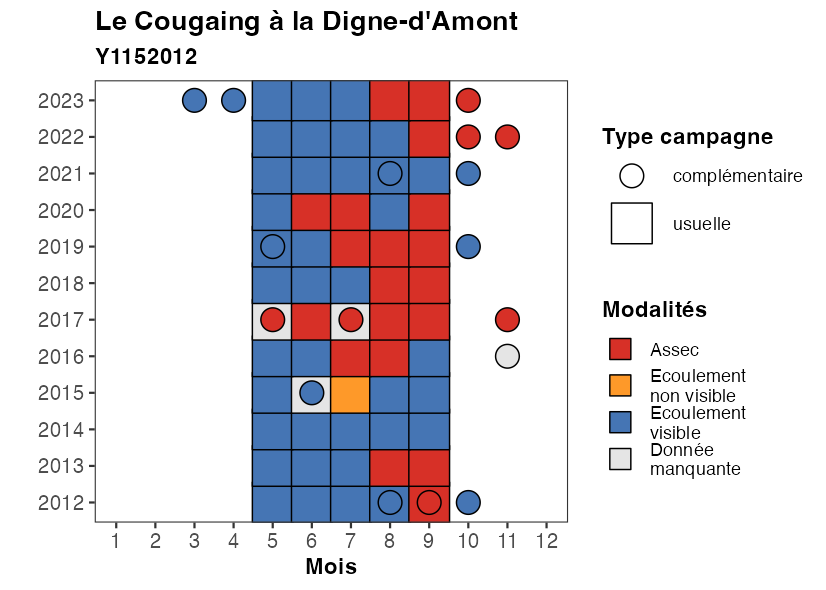 Le Cougaing à la Digne-d'Amont
Y1152012
2023
2022
2021
2020
2019
2018
2017
2016
2015
2014
2013
2012
1 2 3 4 5 6 7 8 9 10 11 12
Mois
Type campagne
complémentaire
usuelle
Modalités
Assec
Ecoulement
non visible
Ecoulement
visible
Donnée
manquante